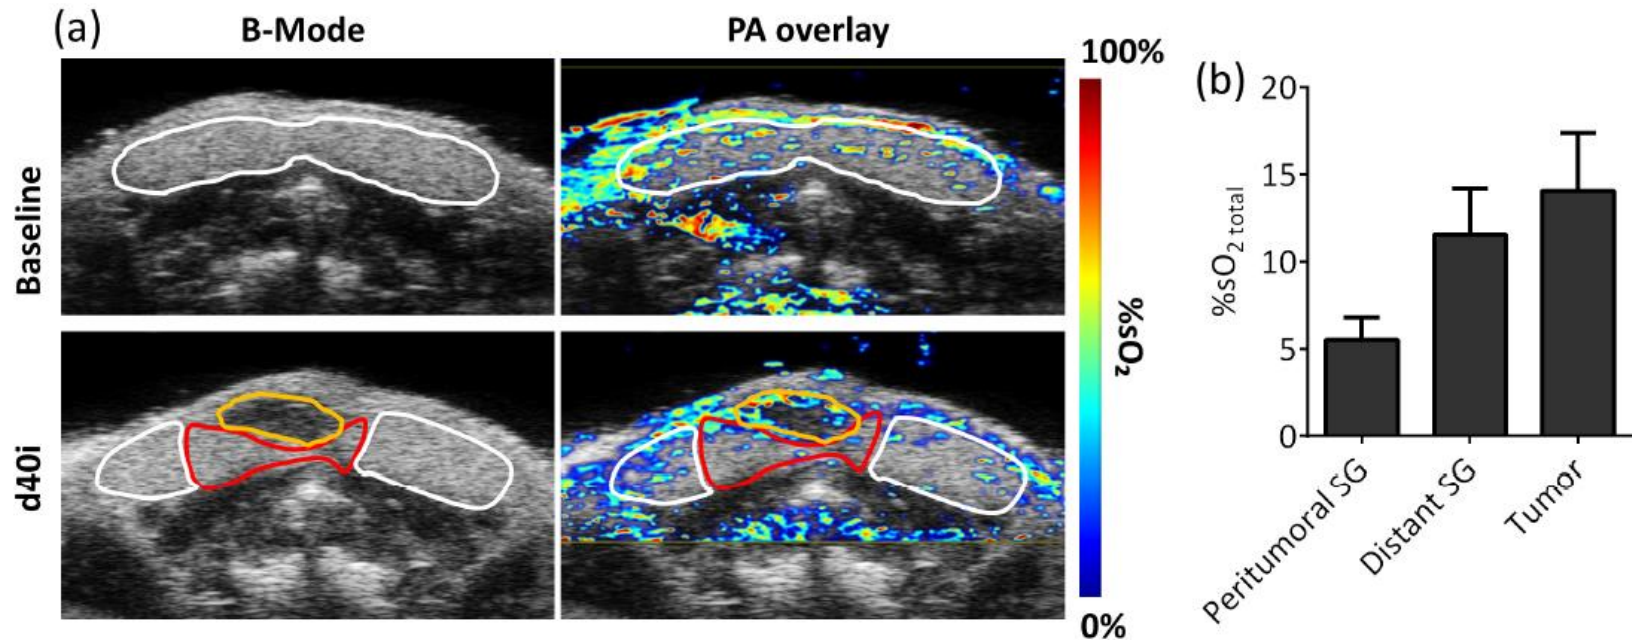 (a)
B-Mode
PA overlay
Baseline
d40i
100%
%sO₂
0%
(b)
%sO₂ total
20
15
10
5
0
Peritumoral SG
Distant SG
Tumor